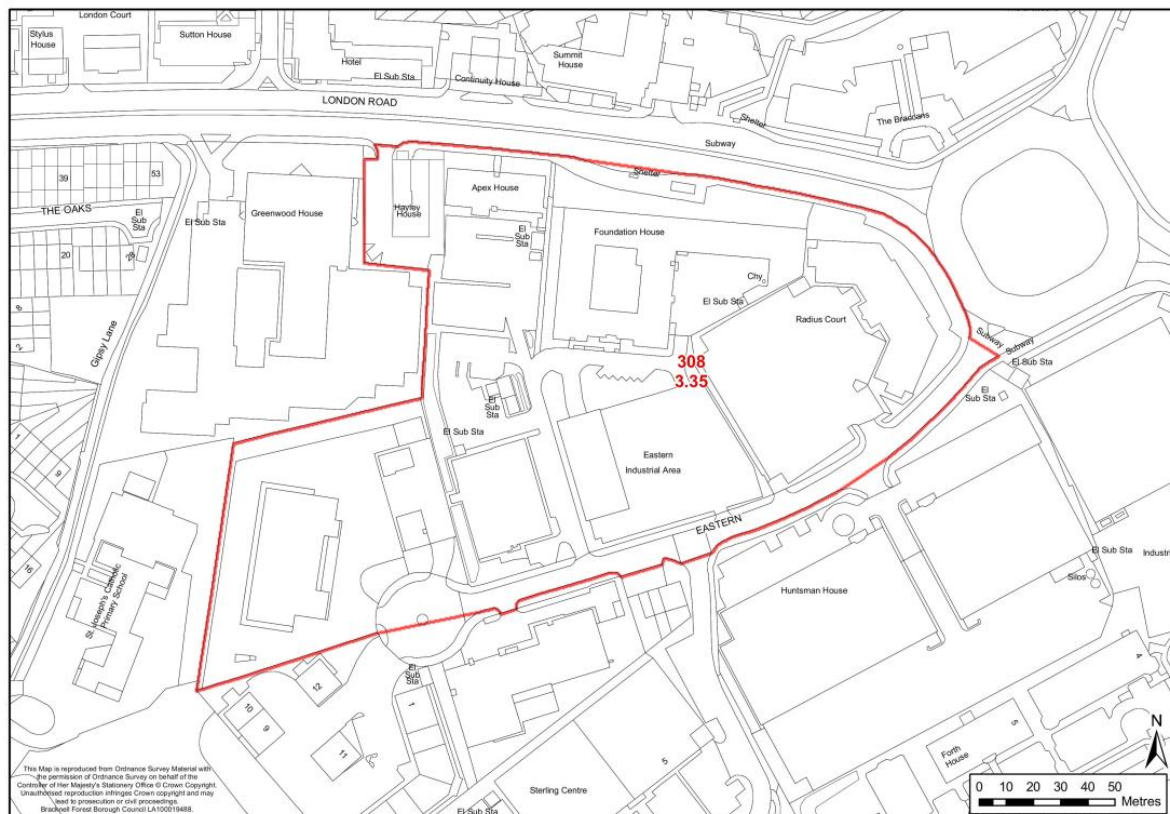 London Court
Stylus
House
Sutton House
Hotel
El Sub Sta
Continuity House
Summit
House
LONDON ROAD
Shelter
The Braccans
Subway
39
53
THE OAKS
El
Sub
Sta
20
29
8
2
Gipsy Lane
El Sub Sta
Greenwood House
Hayley
House
Apex House
El
Sub
Sta
Shelter
Foundation House
Chy
El Sub Sta
Radius Court
308
3.35
Subway
Subway
El Sub Sta
El
Sub Sta
El
Sub
Sta
El Sub Sta
Eastern
Industrial Area
EASTERN
1
9
16
St. Joseph's Catholic
Primary School
Huntsman House
El Sub Sta
Industri
Silos
El
Sub
Sta
12
10
9
11
1
5
4
5
Forth
House
Sterling Centre
N
0 10 20 30 40 50
Metres
This Map is reproduced from Ordnance Survey Material with
the permission of Ordnance Survey on behalf of the
Controller of Her Majesty's Stationery Office © Crown Copyright.
Unauthorised reproduction infringes Crown copyright and may
lead to prosecution or civil proceedings.
Bracknell Forest Borough Council LA100019488.